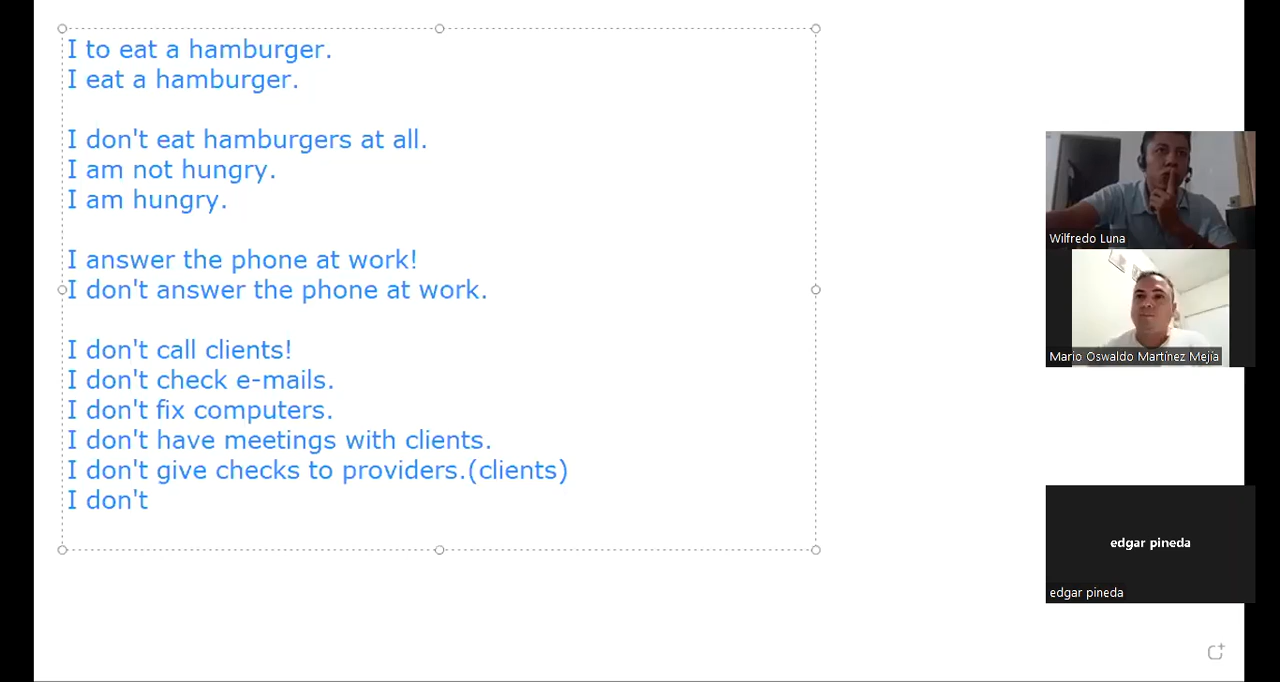 I to eat a hamburger.
I eat a hamburger.
I don't eat hamburgers at all.
I am not hungry.
I am hungry.
I answer the phone at work!
I don't answer the phone at work.
I don't call clients!
I don't check e-mails.
I don't fix computers.
I don't have meetings with clients.
I don't give checks to providers.(clients)
I don't
Wilfredo Luna
Mario Oswaldo Martínez Mejía
edgar pineda
edgar pineda